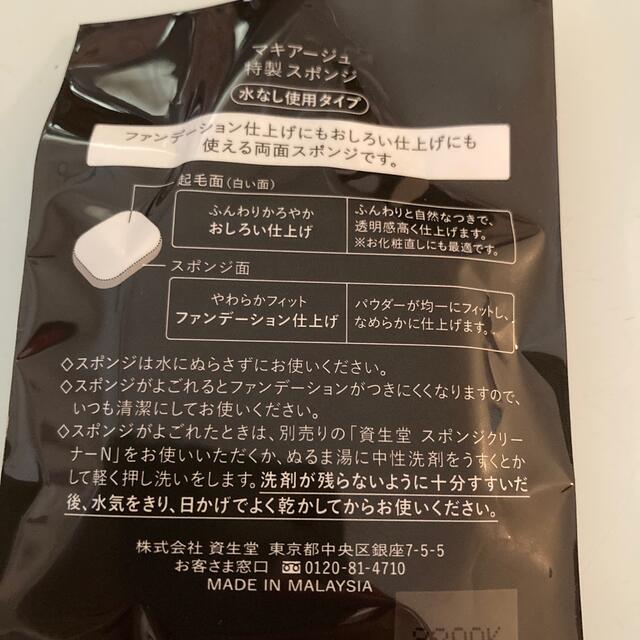 マキアージュ
特製 スポンジ
水なし使用タイプ
ファンデーション仕上げにもおしろい仕上げにも
使える両面スポンジです。
起毛面(白い面)
ふんわりかろやか
おしろい仕上げ
ふんわりと自然なつきで、
透明感高く仕上げます。
※お化粧直しにも最適です。
スポンジ面
やわらかフィット
ファンデーション仕上げ
パウダーが均一にフィットし、
なめらかに仕上げます。
◇スポンジは水にぬらさずにお使いください。
◇スポンジがよごれるとファンデーションがつきにくくなりますので、
いつも清潔にしてお使いください。
◇スポンジがよごれたときは、別売りの「資生堂 スポンジクリー
ナーN」をお使いいただくか、ぬるま湯に中性洗剤をうすくとか
して軽く押し洗いをします。洗剤が残らないように十分すすいだ
後、水気をきり、日かげでよく乾かしてからお使いください。
株式会社 資生堂 東京都中央区銀座7-5-5
お客さま窓口 0120-81-4710
MADE IN MALAYSIA